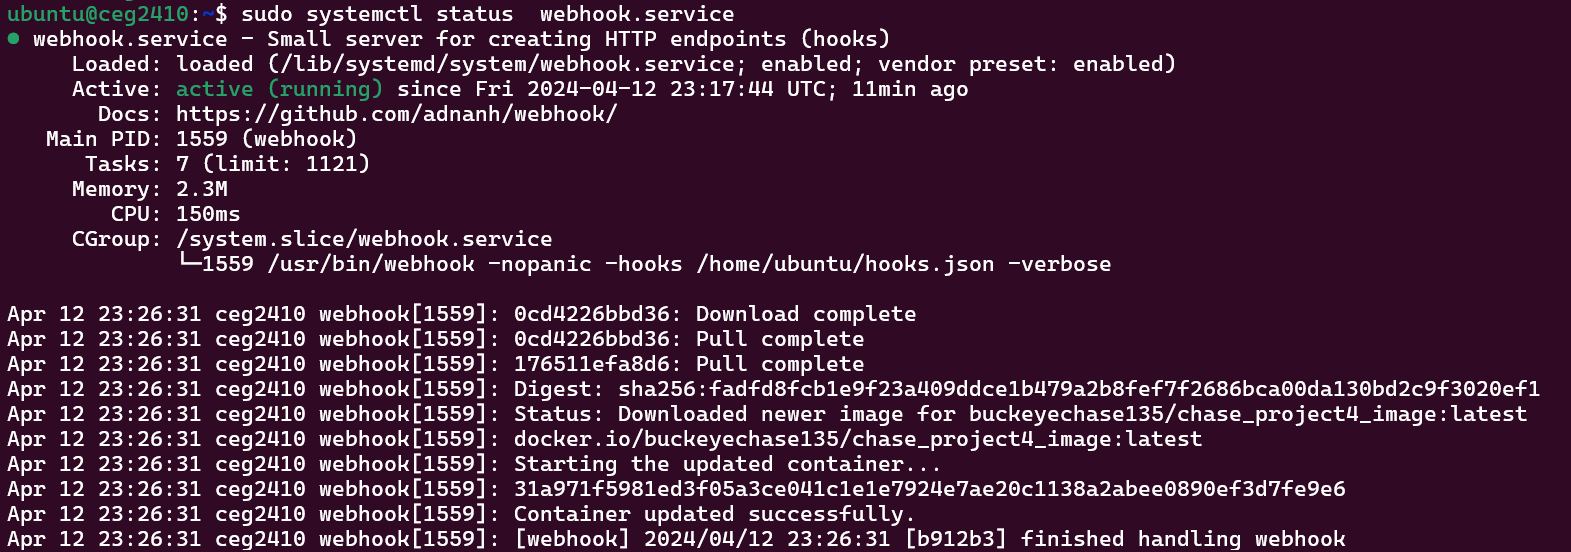 ubuntu@ceg2410:~$ sudo systemctl status  webhook.service
● webhook.service - Small server for creating HTTP endpoints (hooks)
     Loaded: loaded (/lib/systemd/system/webhook.service; enabled; vendor preset: enabled)
     Active: active (running) since Fri 2024-04-12 23:17:44 UTC; 11min ago
       Docs: https://github.com/adnanh/webhook/
   Main PID: 1559 (webhook)
      Tasks: 7 (limit: 1121)
     Memory: 2.3M
        CPU: 150ms
     CGroup: /system.slice/webhook.service
             └─1559 /usr/bin/webhook -nopanic -hooks /home/ubuntu/hooks.json -verbose

Apr 12 23:26:31 ceg2410 webhook[1559]: 0cd4226bbd36: Download complete
Apr 12 23:26:31 ceg2410 webhook[1559]: 0cd4226bbd36: Pull complete
Apr 12 23:26:31 ceg2410 webhook[1559]: 176511efa8d6: Pull complete
Apr 12 23:26:31 ceg2410 webhook[1559]: Digest: sha256:fadfd8fcb1e9f23a409ddce1b479a2b8fef7f2686bca00da130bd2c9f3020ef1
Apr 12 23:26:31 ceg2410 webhook[1559]: Status: Downloaded newer image for buckeyechase135/chase_project4_image:latest
Apr 12 23:26:31 ceg2410 webhook[1559]: docker.io/buckeyechase135/chase_project4_image:latest
Apr 12 23:26:31 ceg2410 webhook[1559]: Starting the updated container...
Apr 12 23:26:31 ceg2410 webhook[1559]: 31a971f5981ed3f05a3ce041c1e1e7924e7ae20c1138a2abee0890ef3d7fe9e6
Apr 12 23:26:31 ceg2410 webhook[1559]: Container updated successfully.
Apr 12 23:26:31 ceg2410 webhook[1559]: [webhook] 2024/04/12 23:26:31 [b912b3] finished handling webhook